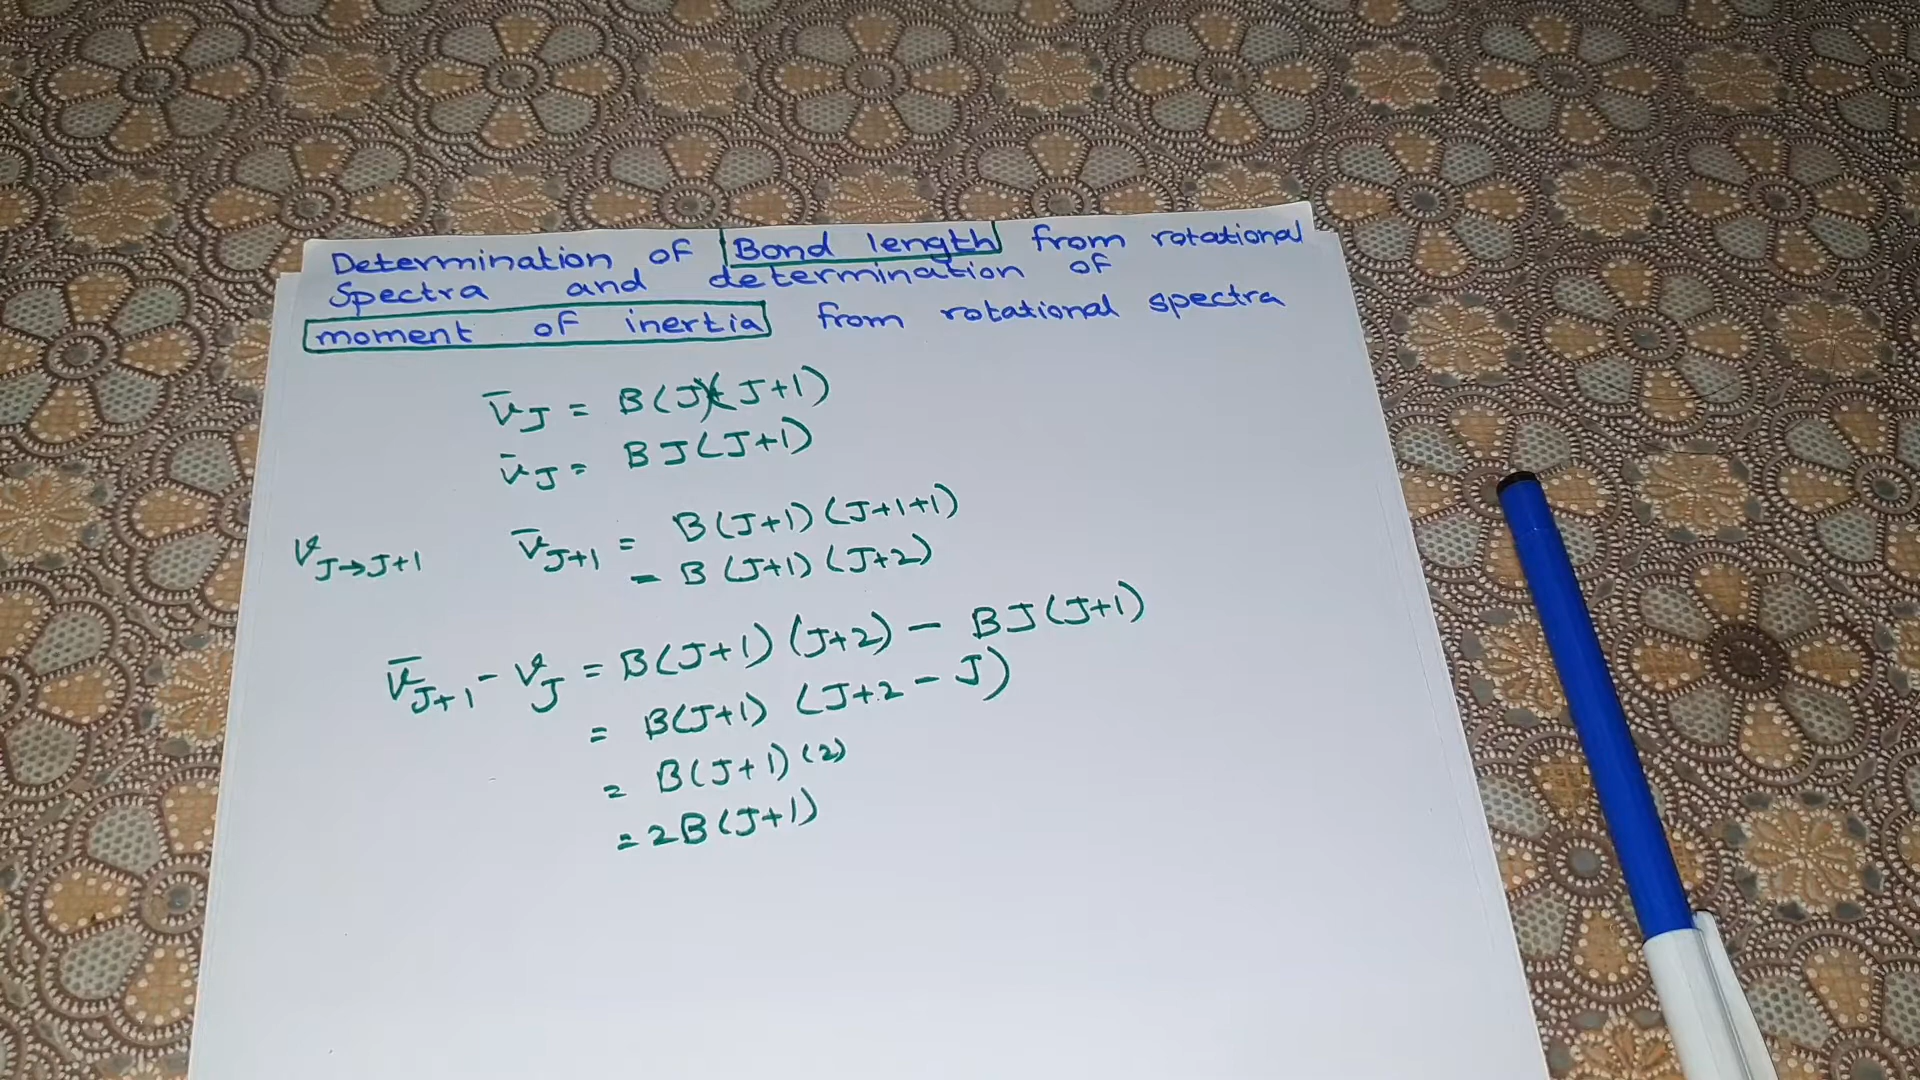 Determination of Bond length from rotational
Spectra and determination of
moment of inertia from rotational spectra
ν̅J = B(J)(J+1)
ν̅J = BJ(J+1)
νJ→J+1 ν̅J+1 = B(J+1)(J+1+1)
= B(J+1)(J+2)
ν̅J+1 - νJ = B(J+1)(J+2) - BJ(J+1)
= B(J+1)(J+2-J)
= B(J+1)(2)
= 2B(J+1)